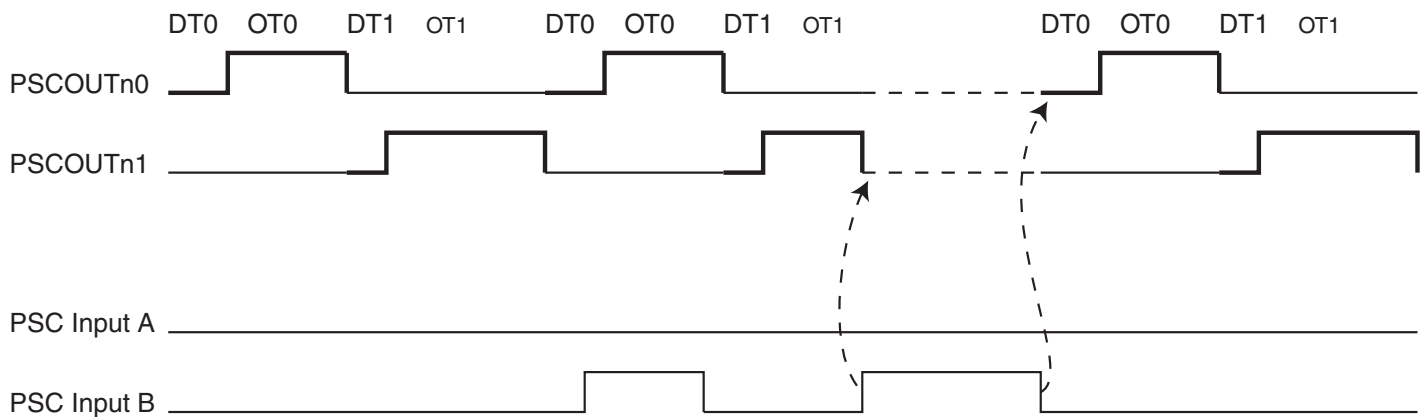 DT0 OT0 DT1 OT1 DT0 OT0 DT1 OT1 DT0 OT0 DT1 OT1
PSCOUTn0
PSCOUTn1
PSC Input A
PSC Input B